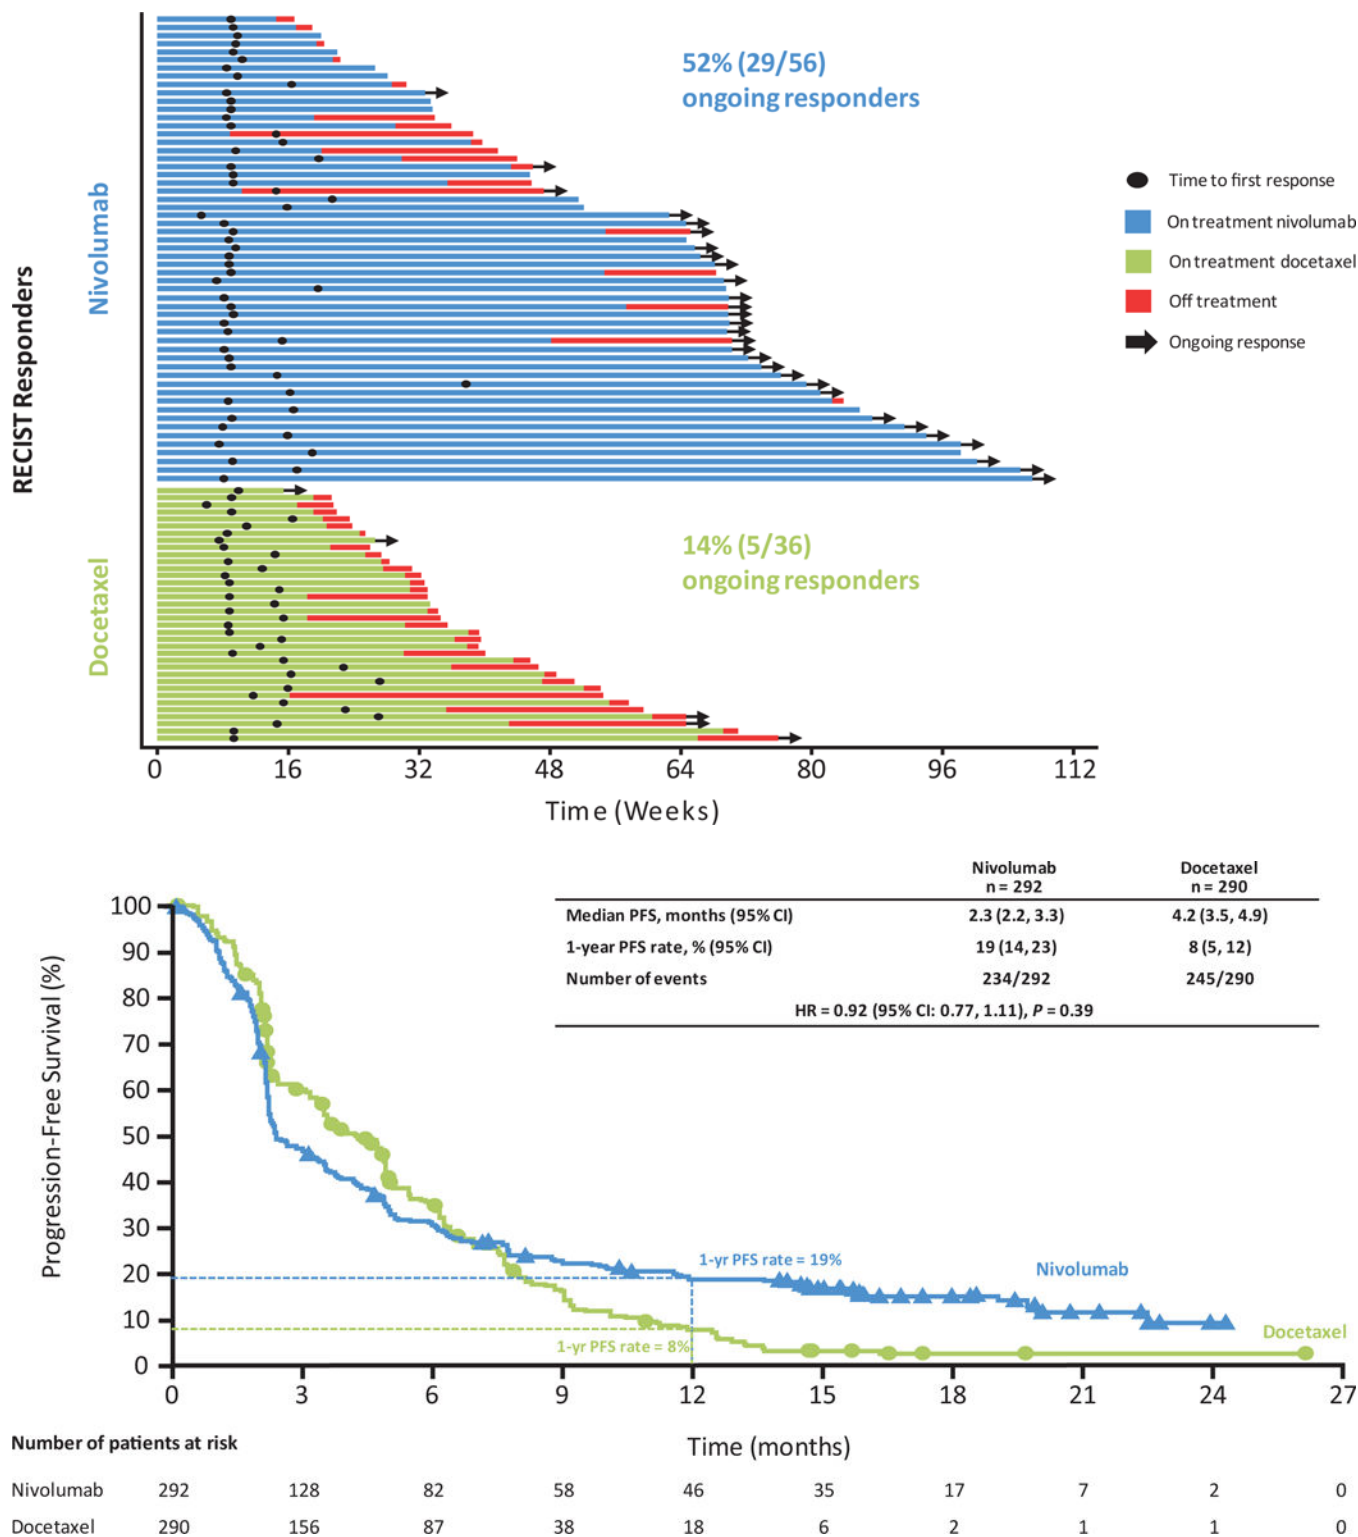 52% (29/56)
ongoing responders
Time to first response
On treatment nivolumab
On treatment docetaxel
Off treatment
Ongoing response
RECIST Responders
Nivolumab
Docetaxel
14% (5/36)
ongoing responders
0 16 32 48 64 80 96 112
Time (Weeks)
Nivolumab Docetaxel
n = 292 n = 290
Median PFS, months (95% CI) 2.3 (2.2, 3.3) 4.2 (3.5, 4.9)
1-year PFS rate, % (95% CI) 19 (14, 23) 8 (5, 12)
Number of events 234/292 245/290
HR = 0.92 (95% CI: 0.77, 1.11), P = 0.39
Progression-Free Survival (%)
100
90
80
70
60
50
40
30
20
10
0
1-yr PFS rate = 19%
Nivolumab
Docetaxel
1-yr PFS rate = 8%
0 3 6 9 12 15 18 21 24 27
Time (months)
Number of patients at risk
Nivolumab 292 128 82 58 46 35 17 7 2 0
Docetaxel 290 156 87 38 18 6 2 1 1 0